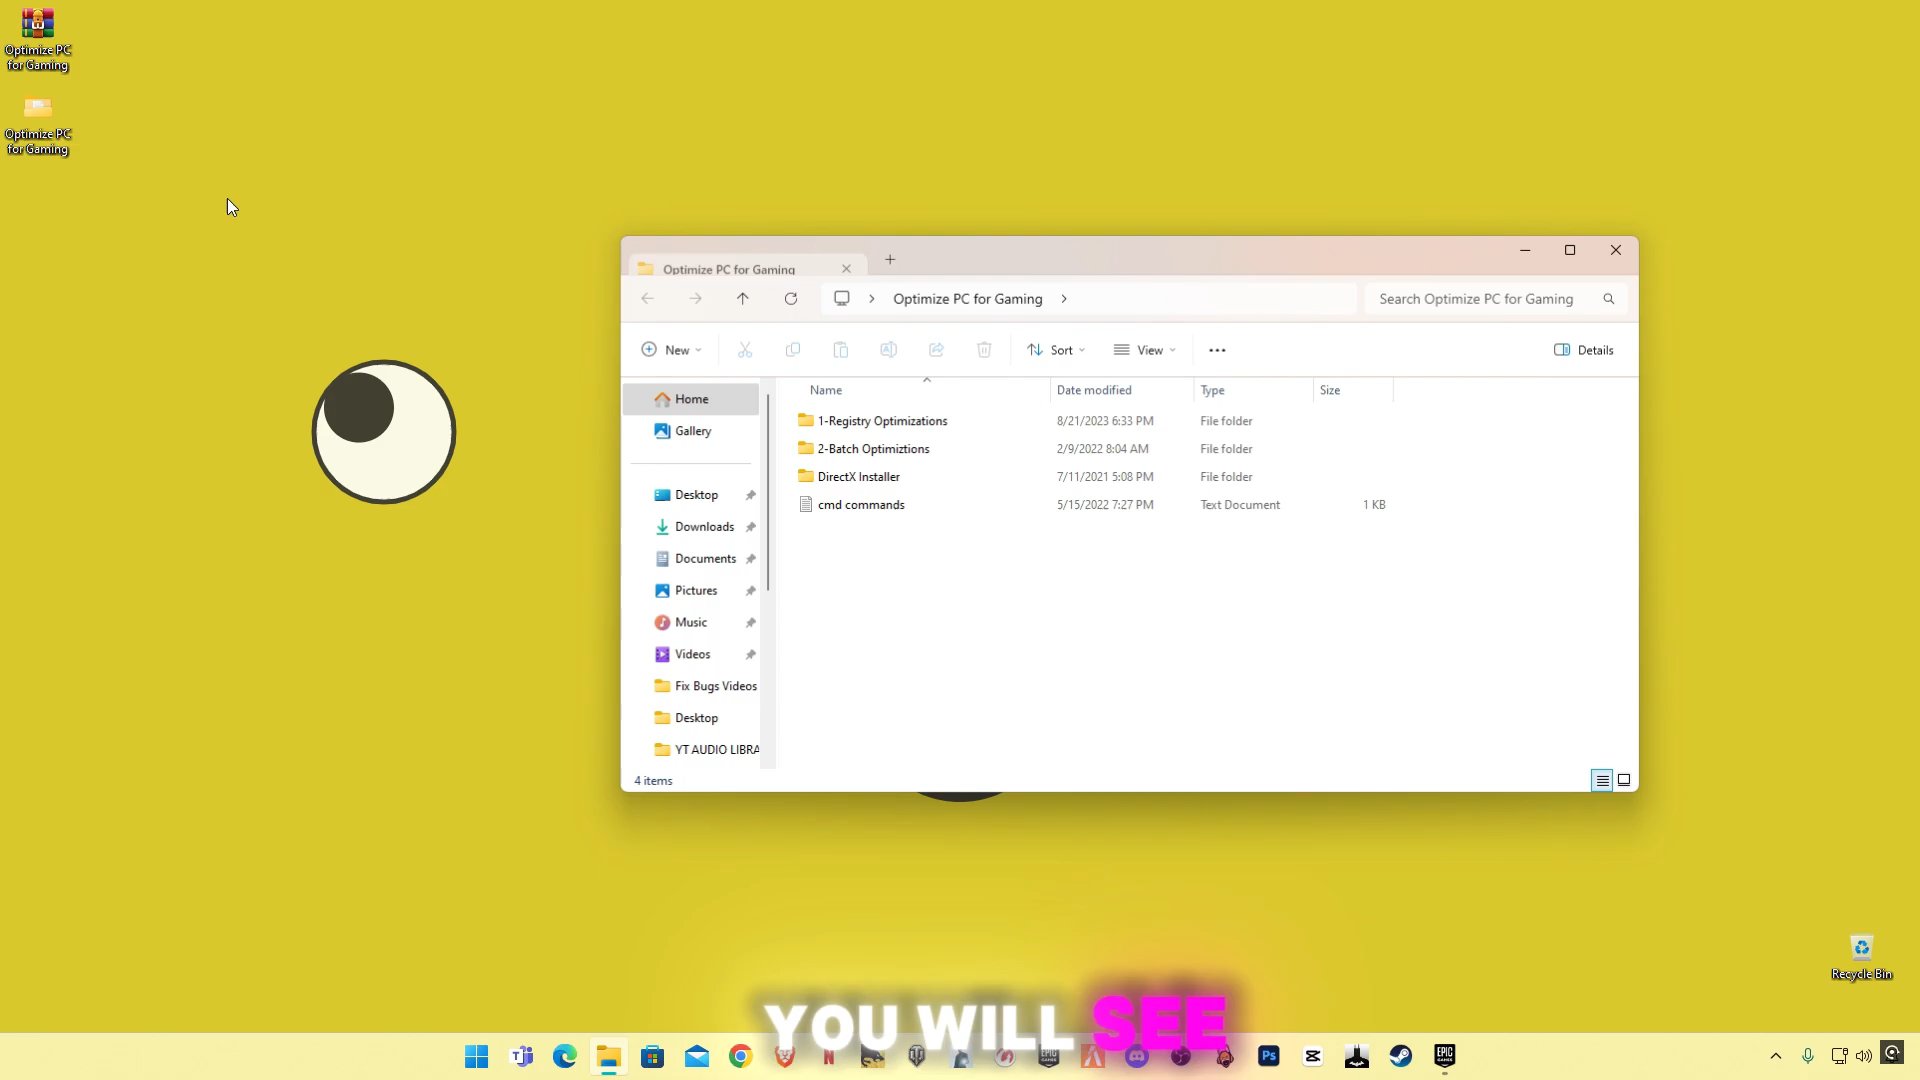 Optimize PC
for Gaming
Optimize PC
for Gaming
Optimize PC for Gaming
Optimize PC for Gaming
Search Optimize PC for Gaming
New
Sort
View
Details
Home
Gallery
Desktop
Downloads
Documents
Pictures
Music
Videos
Fix Bugs Videos
Desktop
YT AUDIO LIBRA
Name Date modified Type Size
1-Registry Optimizations 8/21/2023 6:33 PM File folder
2-Batch Optimiztions 2/9/2022 8:04 AM File folder
DirectX Installer 7/11/2021 5:08 PM File folder
cmd commands 5/15/2022 7:27 PM Text Document 1 KB
4 items
Recycle Bin
YOU WILL SEE
Ps
EPIC
GAMES